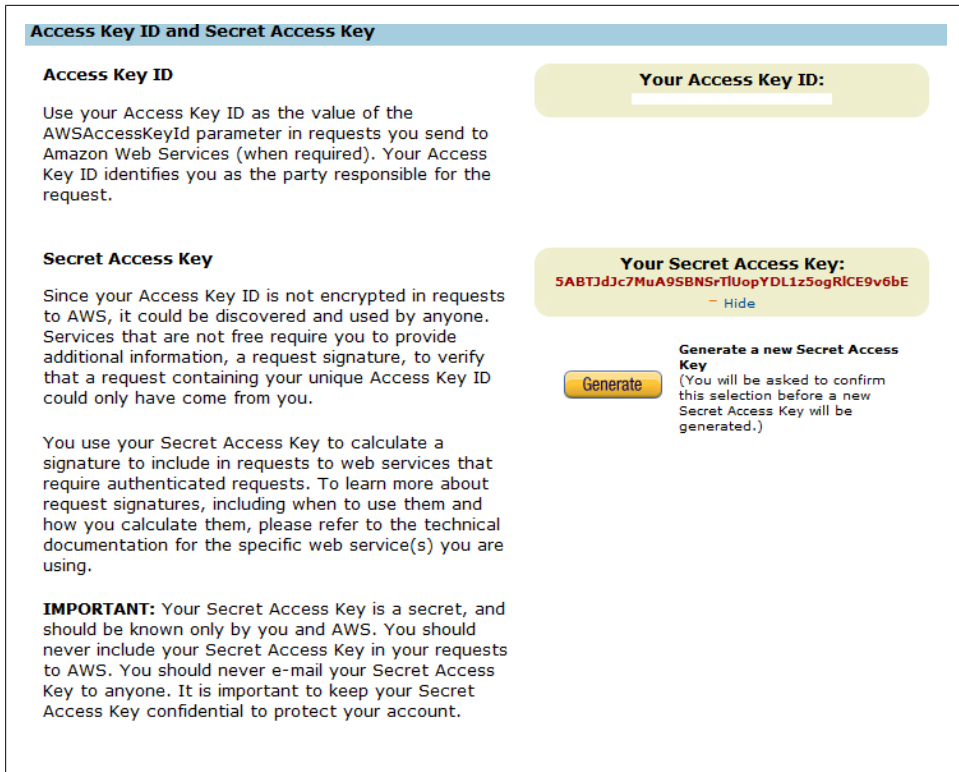 Access Key ID and Secret Access Key
Access Key ID
Use your Access Key ID as the value of the
AWSAccessKeyId parameter in requests you send to
Amazon Web Services (when required). Your Access
Key ID identifies you as the party responsible for the
request.
Your Access Key ID:
Secret Access Key
Since your Access Key ID is not encrypted in requests
to AWS, it could be discovered and used by anyone.
Services that are not free require you to provide
additional information, a request signature, to verify
that a request containing your unique Access Key ID
could only have come from you.
You use your Secret Access Key to calculate a
signature to include in requests to web services that
require authenticated requests. To learn more about
request signatures, including when to use them and
how you calculate them, please refer to the technical
documentation for the specific web service(s) you are
using.
IMPORTANT: Your Secret Access Key is a secret, and
should be known only by you and AWS. You should
never include your Secret Access Key in your requests
to AWS. You should never e-mail your Secret Access
Key to anyone. It is important to keep your Secret
Access Key confidential to protect your account.
Your Secret Access Key:
5ABTJdJc7MuA9SBNSrTlUopYDL1z5ogRlCE9v6bE
− Hide
Generate
Generate a new Secret Access
Key
(You will be asked to confirm
this selection before a new
Secret Access Key will be
generated.)